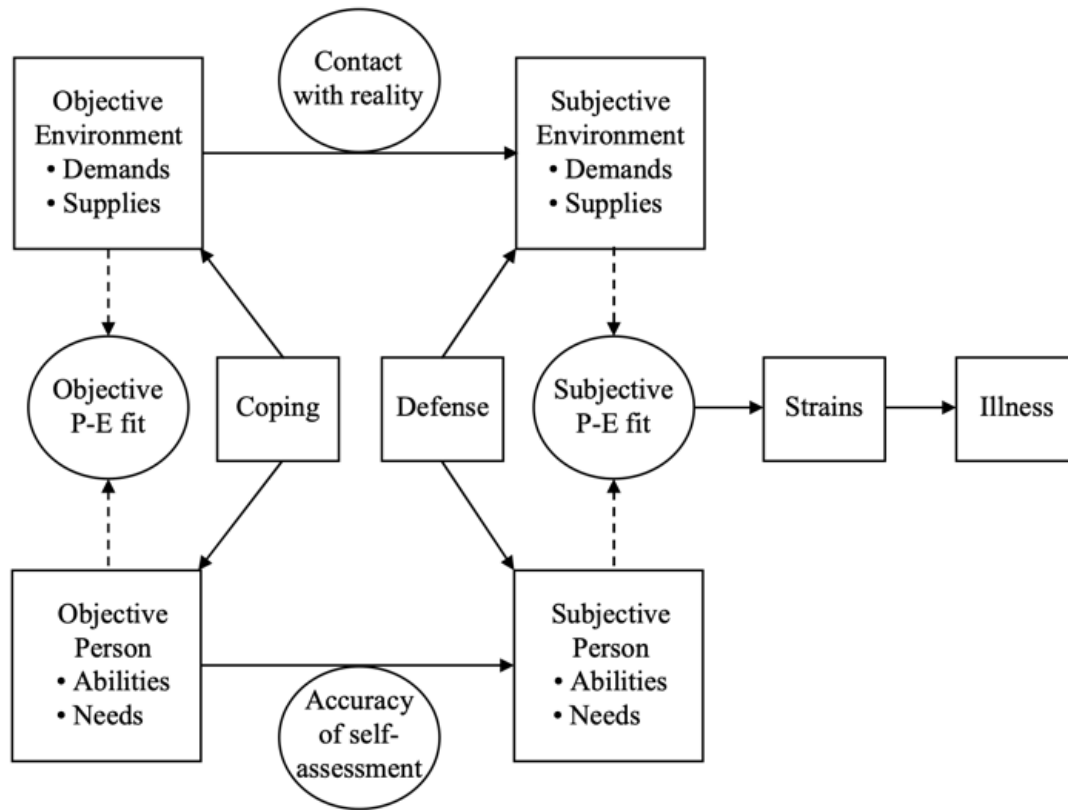 Contact
with reality
Objective
Environment
• Demands
• Supplies
Subjective
Environment
• Demands
• Supplies
Objective
P-E fit
Coping
Defense
Subjective
P-E fit
Strains
Illness
Objective
Person
• Abilities
• Needs
Accuracy
of self-
assessment
Subjective
Person
• Abilities
• Needs